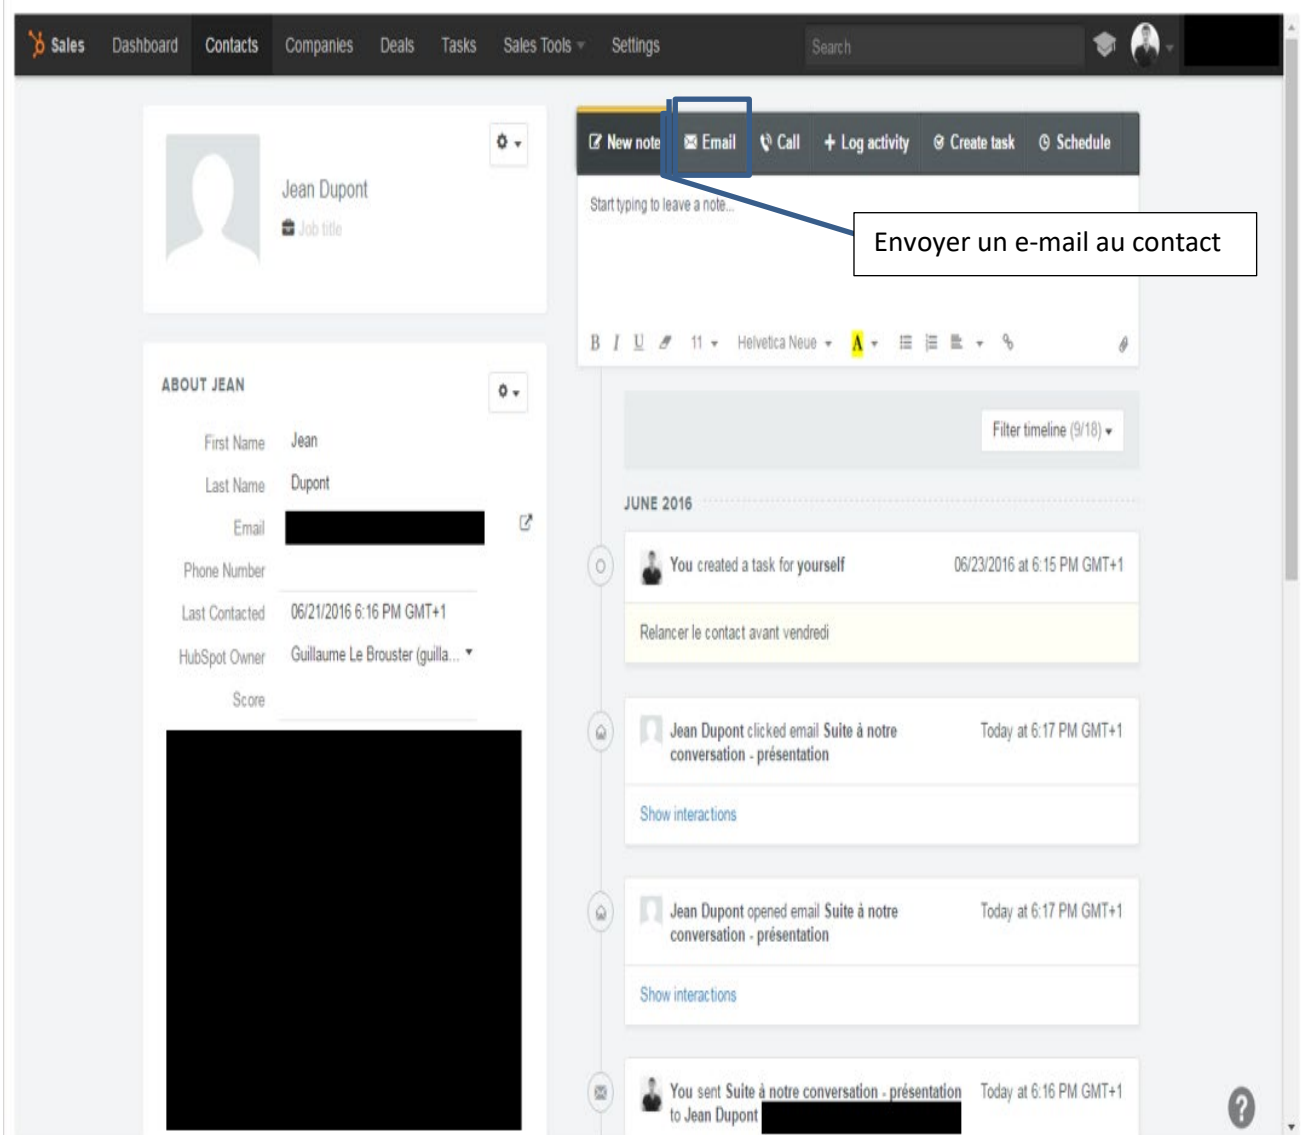 Sales Dashboard Contacts Companies Deals Tasks Sales Tools Settings Search
Jean Dupont
Job title
New note Email Call + Log activity Create task Schedule
Start typing to leave a note...
Envoyer un e-mail au contact
B I U 11 Helvetica Neue A
ABOUT JEAN
First Name Jean
Last Name Dupont
Email
Phone Number
Last Contacted 06/21/2016 6:16 PM GMT+1
HubSpot Owner Guillaume Le Brouster (guilla...
Score
Filter timeline (9/18)
JUNE 2016
You created a task for yourself 06/23/2016 at 6:15 PM GMT+1
Relancer le contact avant vendredi
Jean Dupont clicked email Suite à notre Today at 6:17 PM GMT+1
conversation - présentation
Show interactions
Jean Dupont opened email Suite à notre Today at 6:17 PM GMT+1
conversation - présentation
Show interactions
You sent Suite à notre conversation - présentation Today at 6:16 PM GMT+1
to Jean Dupont
?